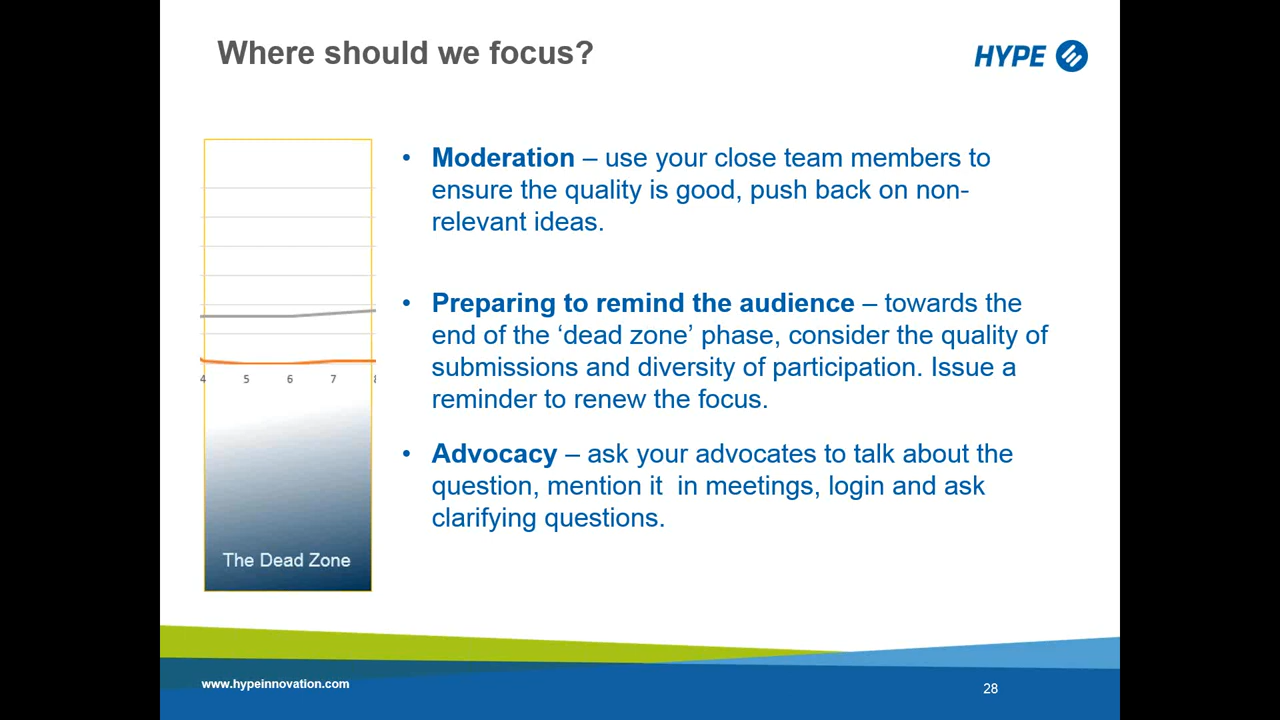 Where should we focus?
HYPE
• Moderation – use your close team members to
ensure the quality is good, push back on non-
relevant ideas.
• Preparing to remind the audience – towards the
end of the ‘dead zone’ phase, consider the quality of
submissions and diversity of participation. Issue a
reminder to renew the focus.
• Advocacy – ask your advocates to talk about the
question, mention it  in meetings, login and ask
clarifying questions.
4 5 6 7 8
The Dead Zone
www.hypeinnovation.com
28